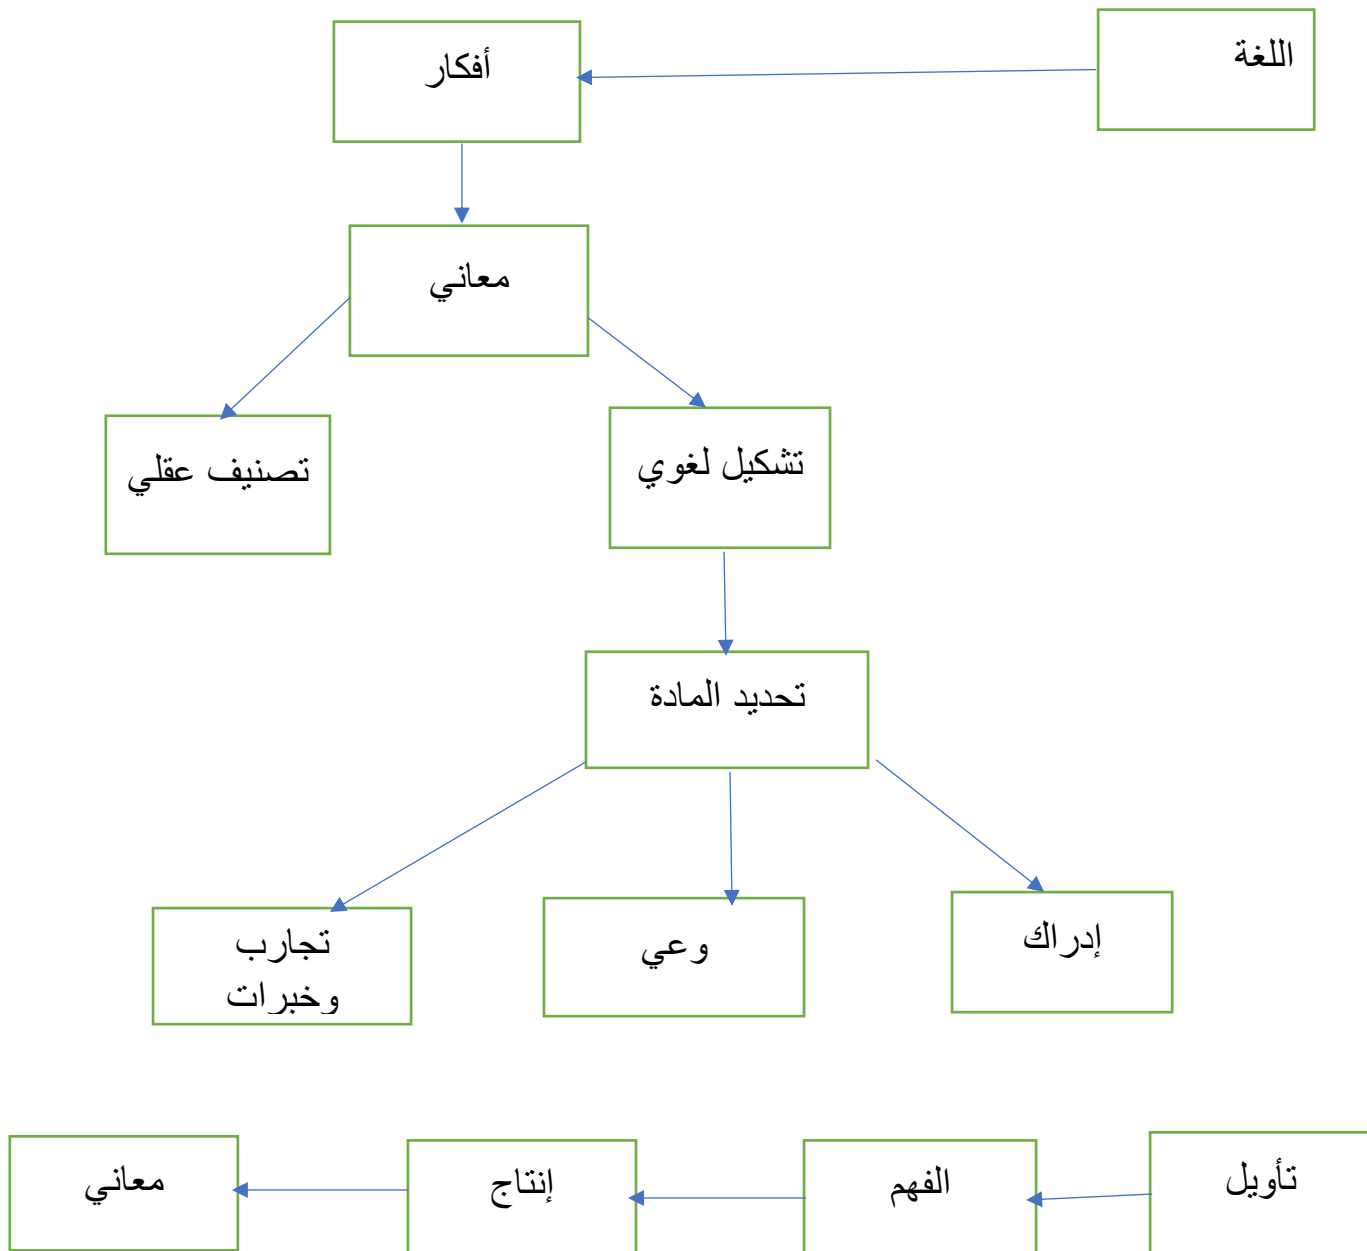 اللغة
أفكار
معاني
تشكيل لغوي
تصنيف عقلي
تحديد المادة
إدراك
وعي
تجارب
وخبرات
تأويل
الفهم
إنتاج
معاني